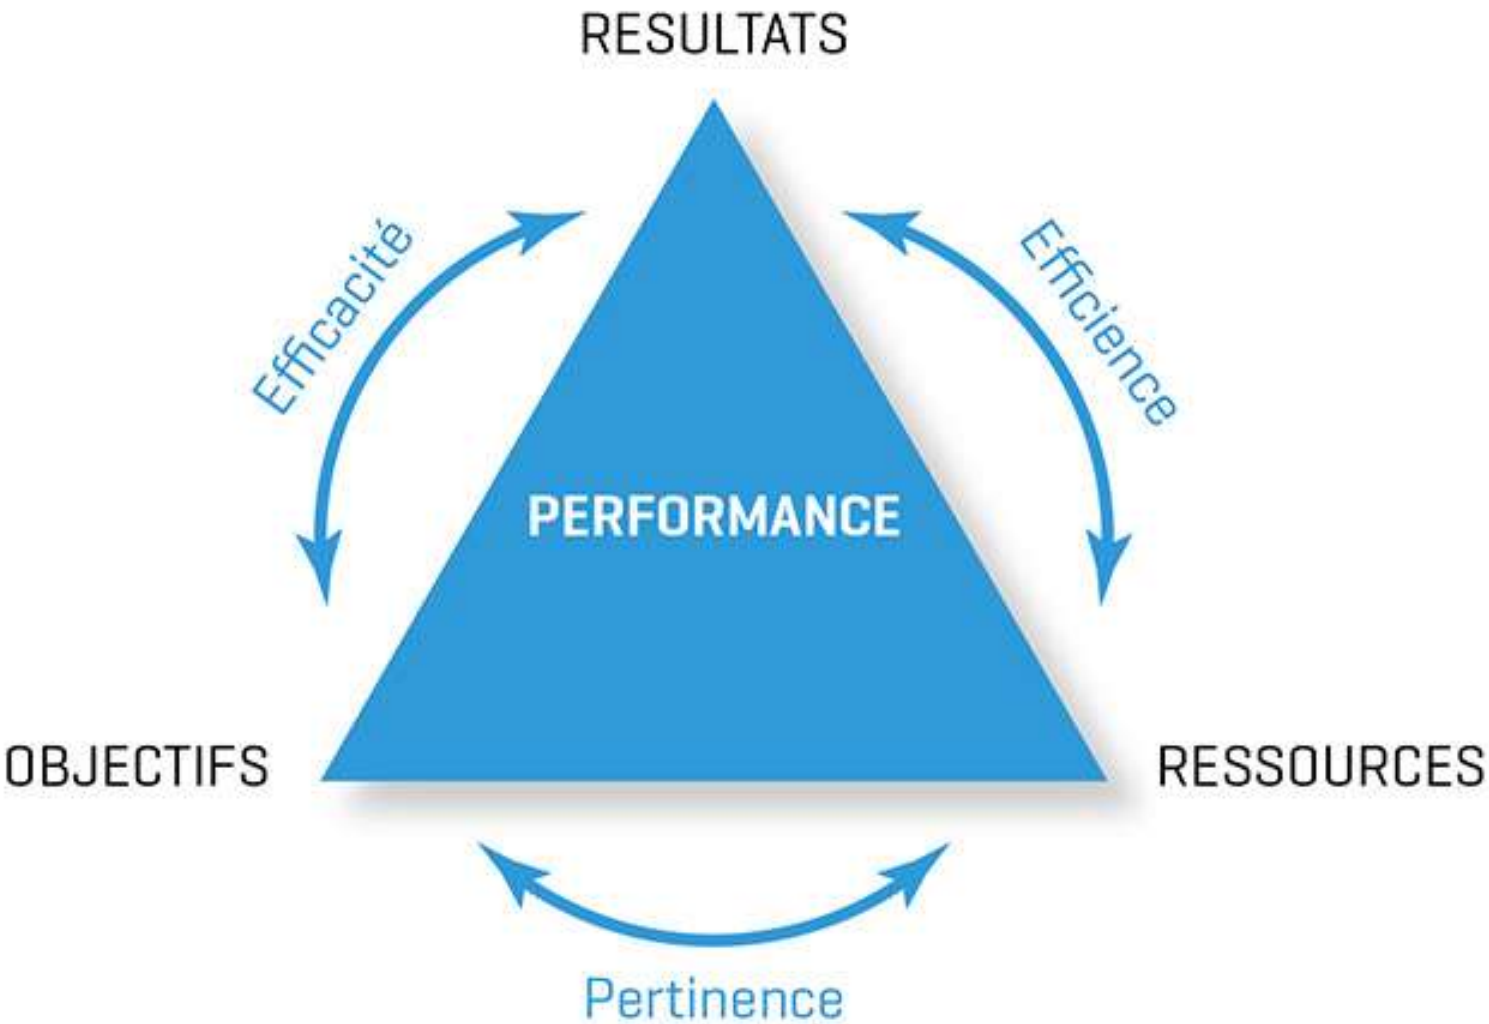 RESULTATS
Efficacité
Efficience
PERFORMANCE
OBJECTIFS
RESSOURCES
Pertinence